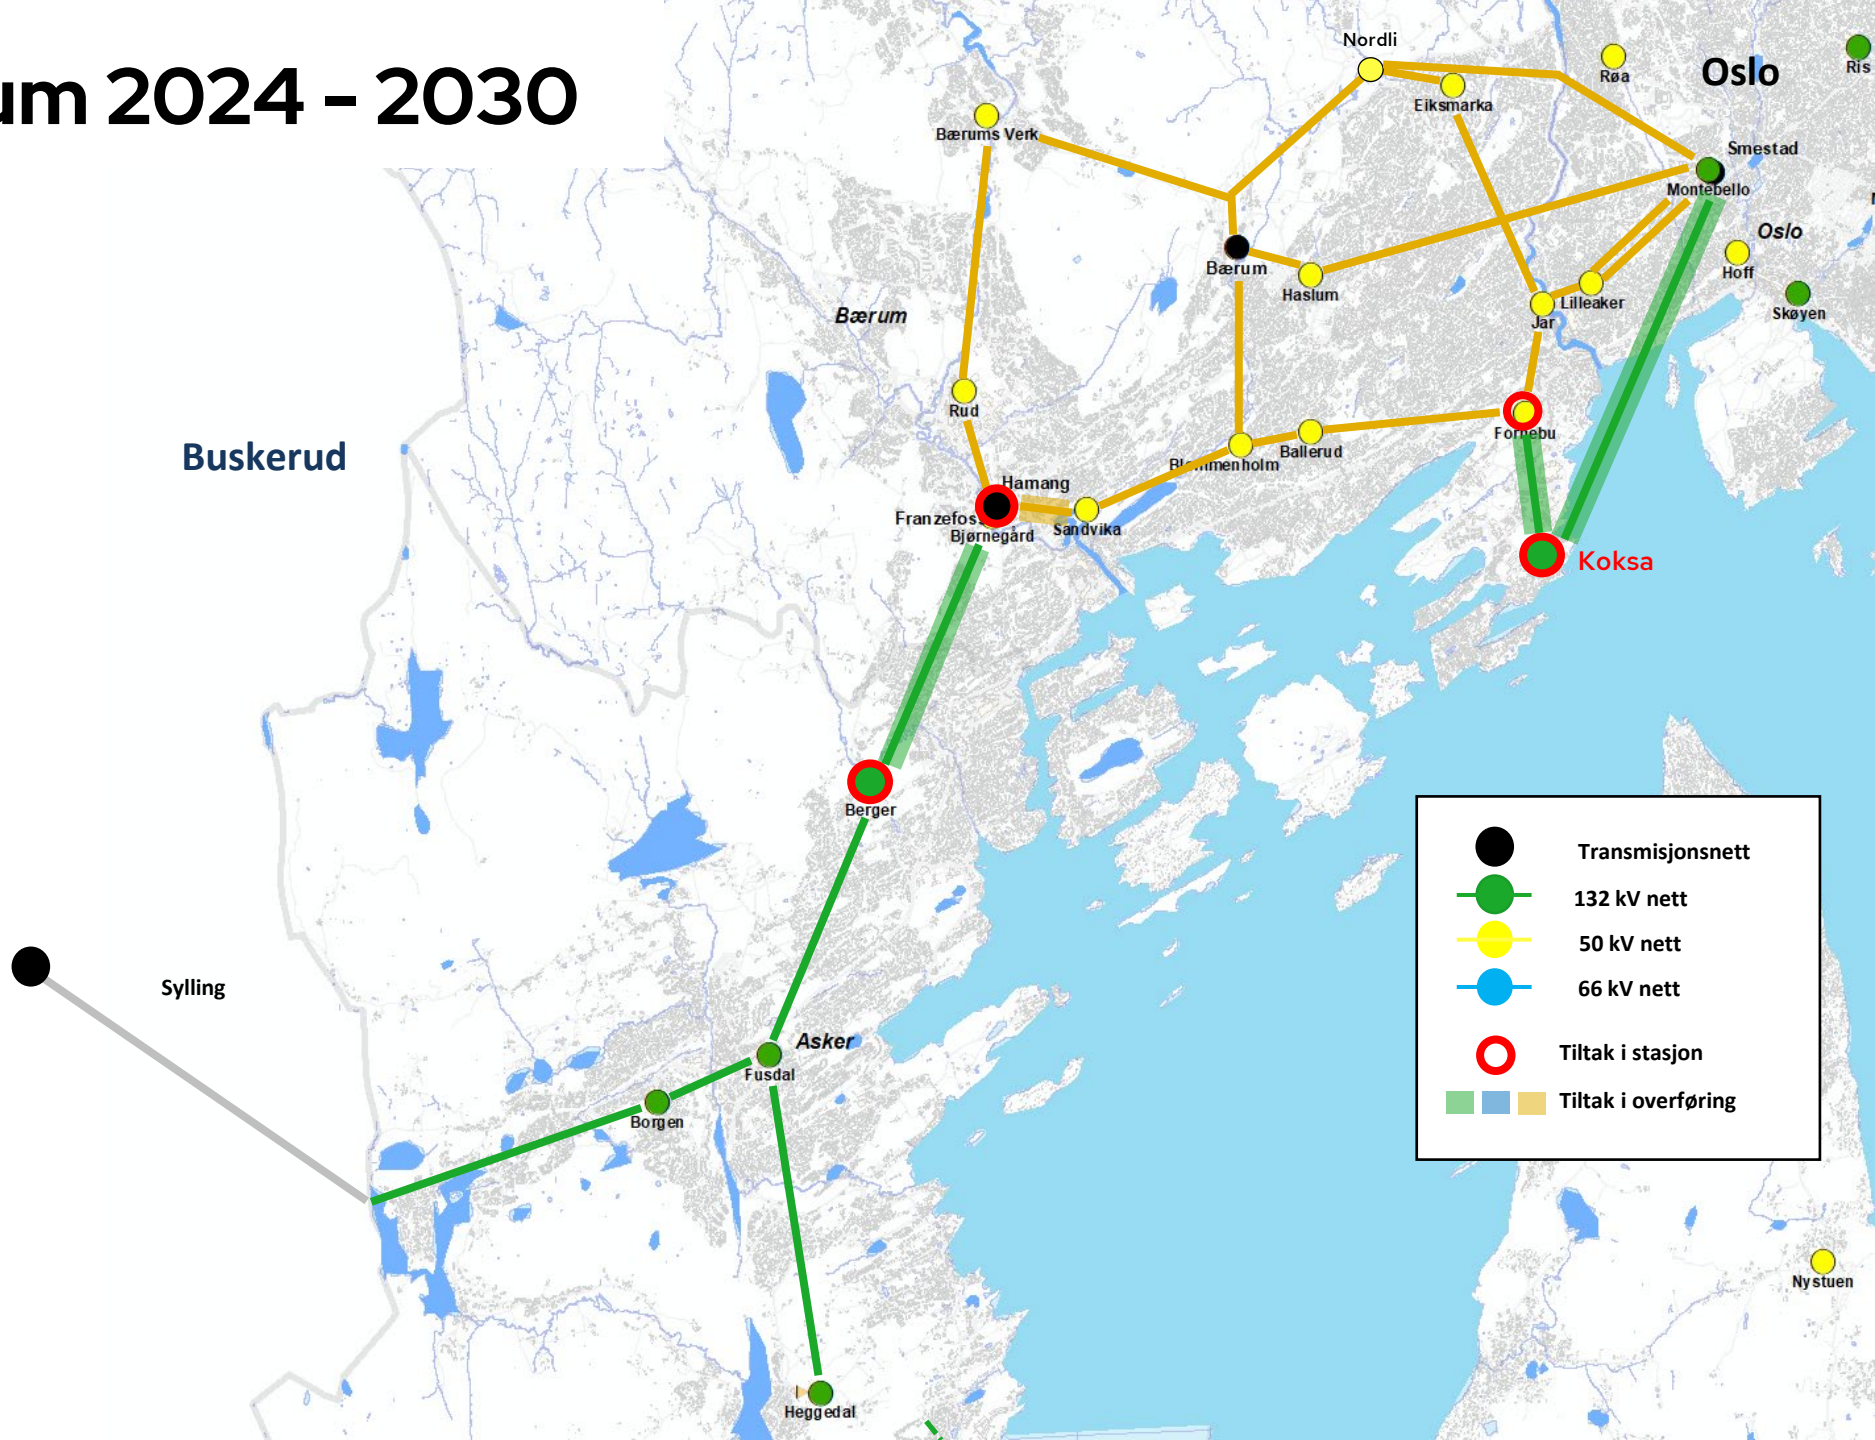 um 2024 – 2030
Nordli
Røa
Oslo
Ris
Eiksmarka
Bærums Verk
Smestad
Montebello
Oslo
Hoff
Bærum
Haslum
Lilleaker
Skøyen
Bærum
Jar
Rud
Fornebu
Buskerud
Ballerud
Blommenholm
Hamang
Franzefoss
Sandvika
Bjørnegård
Koksa
Berger
Transmisjonsnett
132 kV nett
50 kV nett
66 kV nett
Tiltak i stasjon
Tiltak i overføring
Sylling
Asker
Fusdal
Borgen
Nystuen
Heggedal